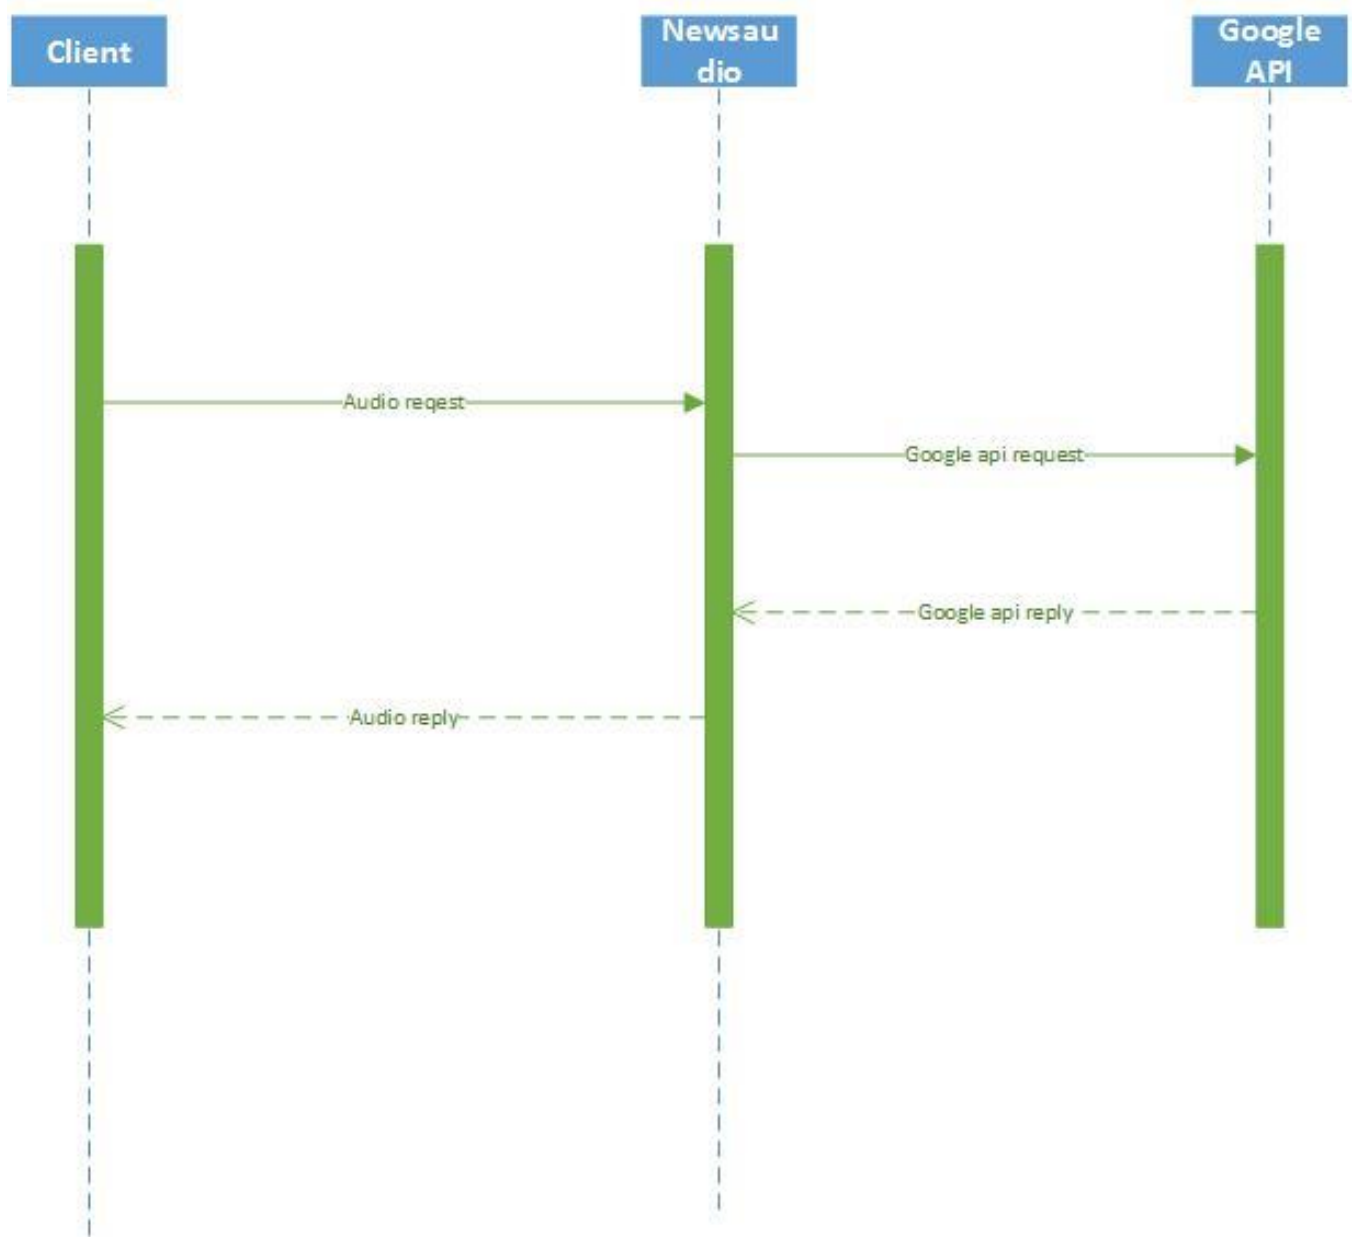 Client
Newsau
dio
Google
API
Audio reqest
Google api request
Google api reply
Audio reply